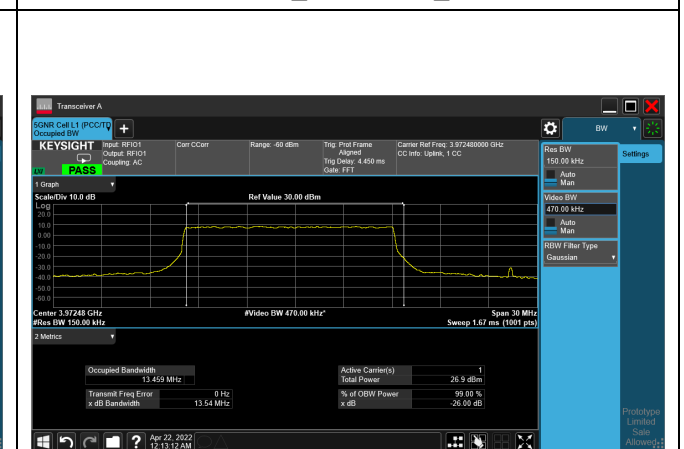 Transceiver A
5GNR Cell L1 (PCC/TD
Occupied BW
+
BW
KEYSIGHT
Input: RFIO1
Output: RFIO1
Coupling: AC
Corr CCorr
Range: -60 dBm
Trig: Prot Frame
Aligned
Trig Delay: 4.450 ms
Gate: FFT
Carrier Ref Freq: 3.972480000 GHz
CC Info: Uplink, 1 CC
LXI
PASS
Res BW
150.00 kHz
Auto
Man
Video BW
470.00 kHz
Auto
Man
RBW Filter Type
Gaussian
Settings
1 Graph
Scale/Div 10.0 dB
Ref Value 30.00 dBm
Log
20.0
10.0
0.00
-10.0
-20.0
-30.0
-40.0
-50.0
-60.0
Center 3.97248 GHz
#Video BW 470.00 kHz*
Span 30 MHz
#Res BW 150.00 kHz
Sweep 1.67 ms (1001 pts)
2 Metrics
Occupied Bandwidth
13.459 MHz
Active Carrier(s) 1
Total Power 26.9 dBm
Transmit Freq Error 0 Hz
x dB Bandwidth 13.54 MHz
% of OBW Power 99.00 %
x dB -26.00 dB
Prototype
Limited
Sale
Allowed
?
Apr 22, 2022
12:13:12 AM